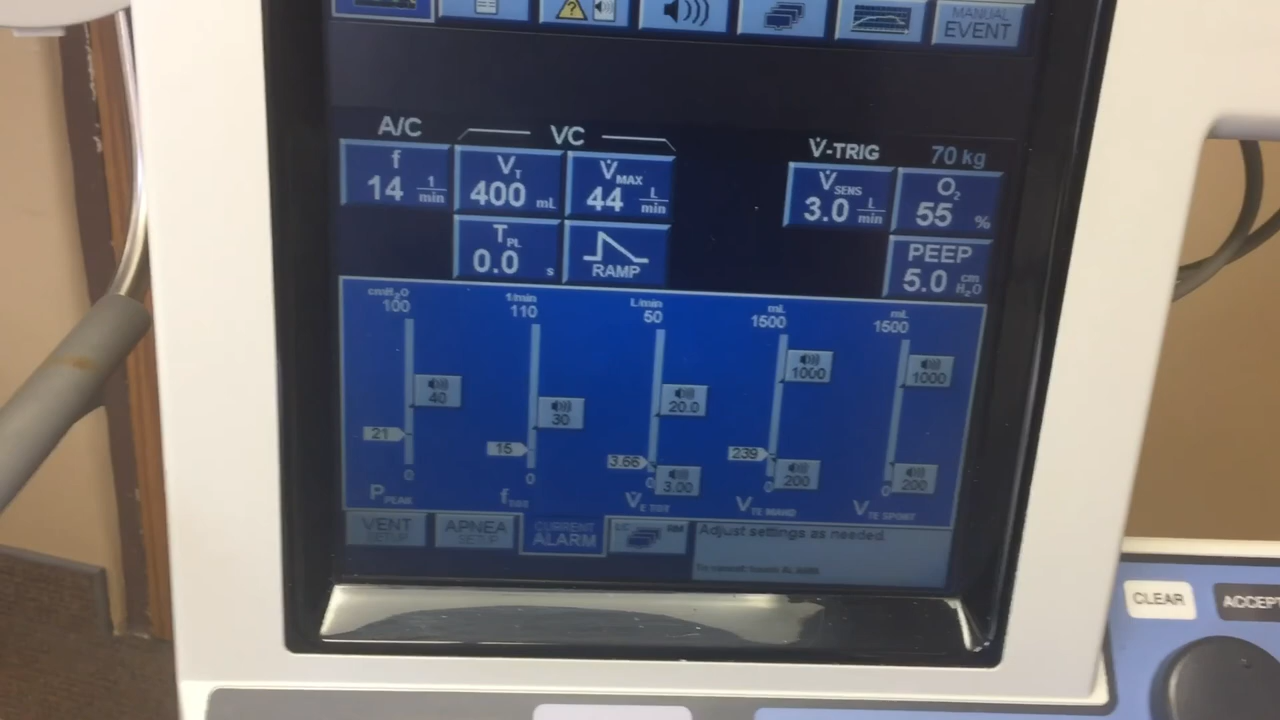 MANUAL
EVENT
A/C
VC
V̇-TRIG
70 kg
f
14 1/min
VT
400 mL
V̇MAX
44 L/min
V̇SENS
3.0 L/min
O2
55 %
TPL
0.0 s
RAMP
PEEP
5.0 cm H2O
cmH2O
100
1/min
110
L/min
50
mL
1500
mL
1500
40
30
20.0
1000
1000
21
15
3.66
239
3.00
200
200
0
0
0
0
0
PPEAK
fTOT
V̇E TOT
VTE MAND
VTE SPONT
VENT
SETUP
APNEA
SETUP
CURRENT
ALARM
RM
Adjust settings as needed.
CLEAR
ACCEPT